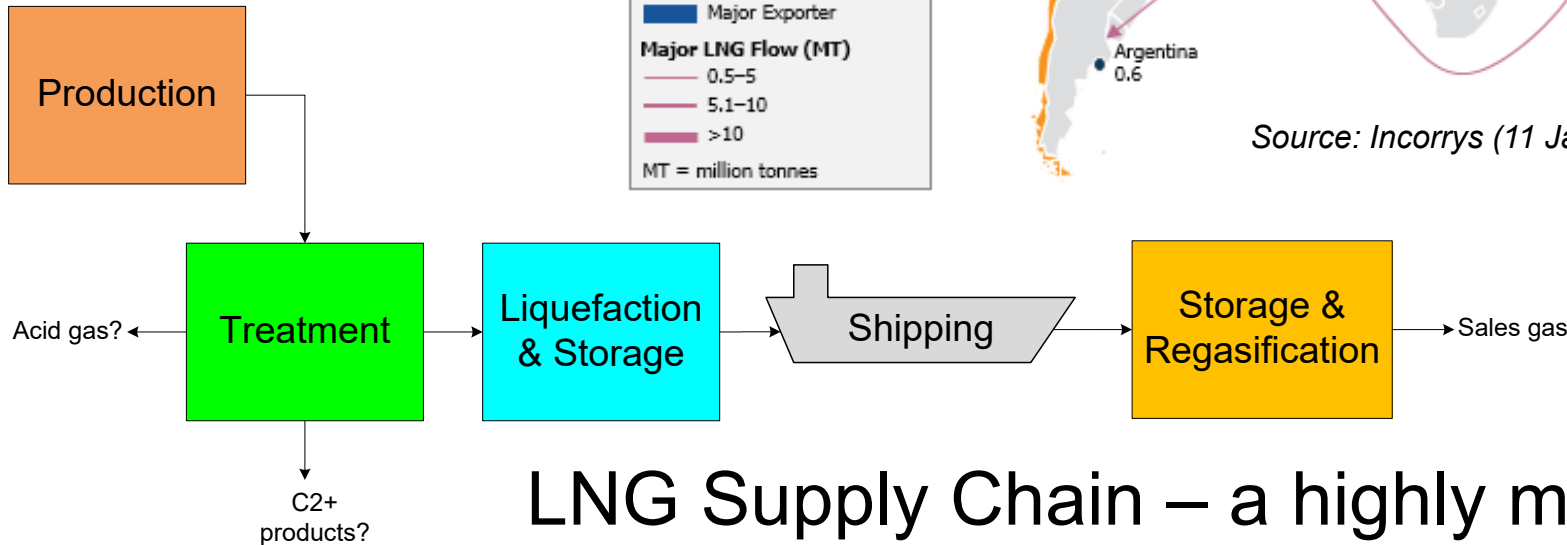 Major Exporter
Major LNG Flow (MT)
0.5–5
5.1–10
>10
MT = million tonnes
Argentina
0.6
Source: Incorrys (11 Ja
Production
Acid gas?
Treatment
Liquefaction
& Storage
Shipping
Storage &
Regasification
Sales gas
C2+
products?
LNG Supply Chain – a highly m